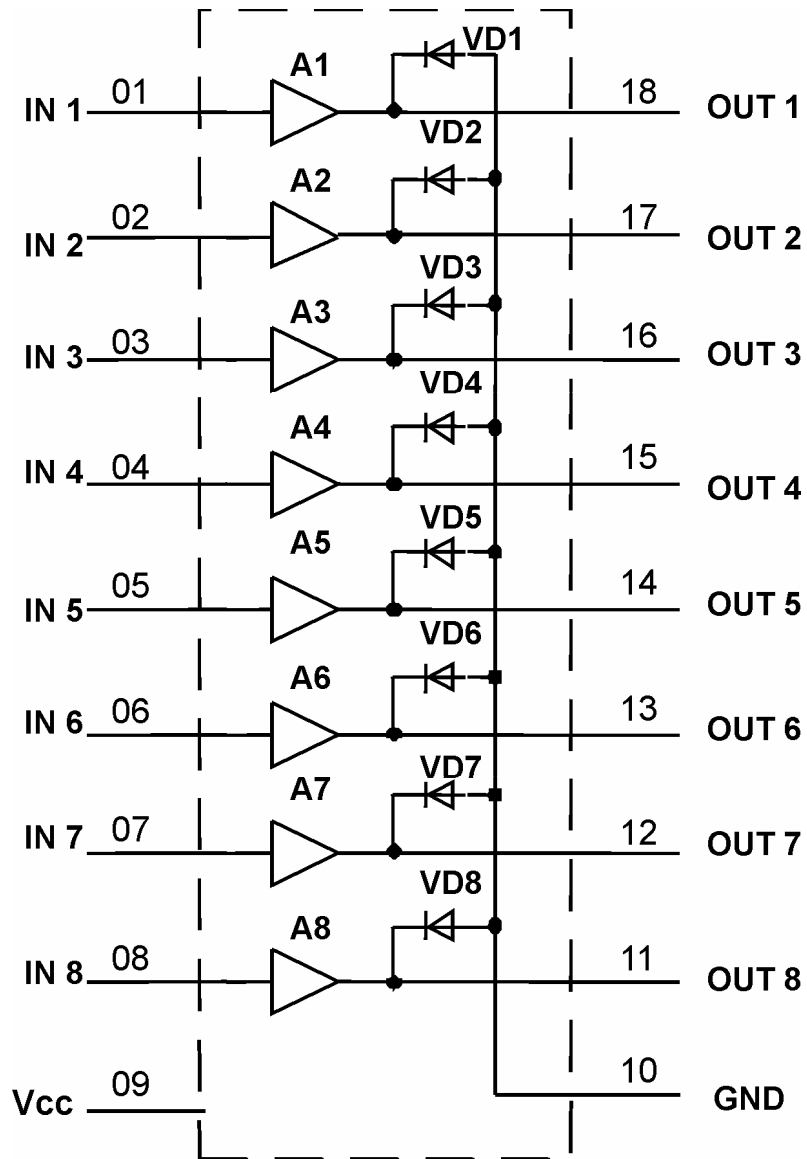 VD1
A1
IN 1 01 18 OUT 1
VD2
A2
IN 2 02 17 OUT 2
VD3
A3
IN 3 03 16 OUT 3
VD4
A4
IN 4 04 15 OUT 4
VD5
A5
IN 5 05 14 OUT 5
VD6
A6
IN 6 06 13 OUT 6
VD7
A7
IN 7 07 12 OUT 7
VD8
A8
IN 8 08 11 OUT 8
Vcc 09 10 GND